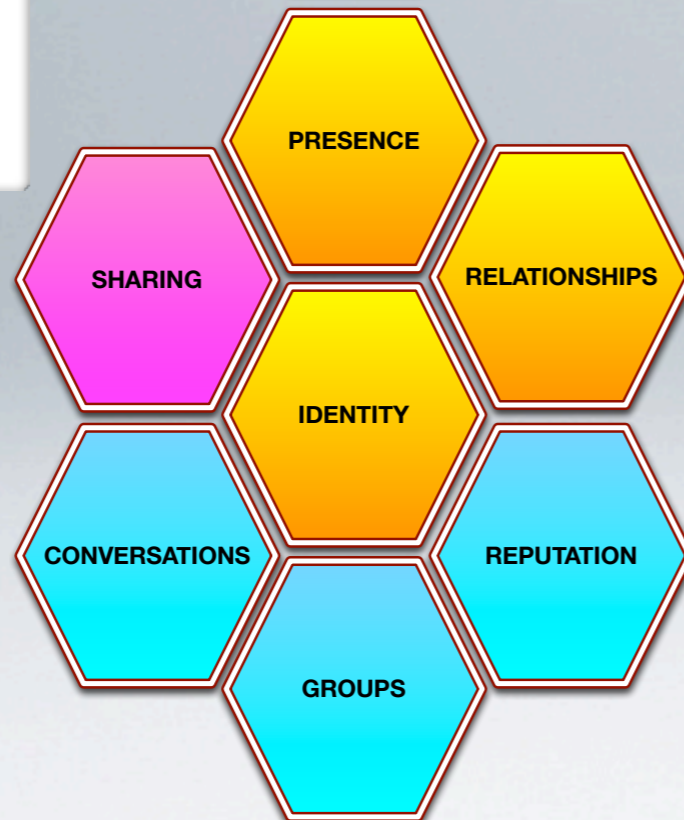 PRESENCE
SHARING
RELATIONSHIPS
IDENTITY
CONVERSATIONS
REPUTATION
GROUPS